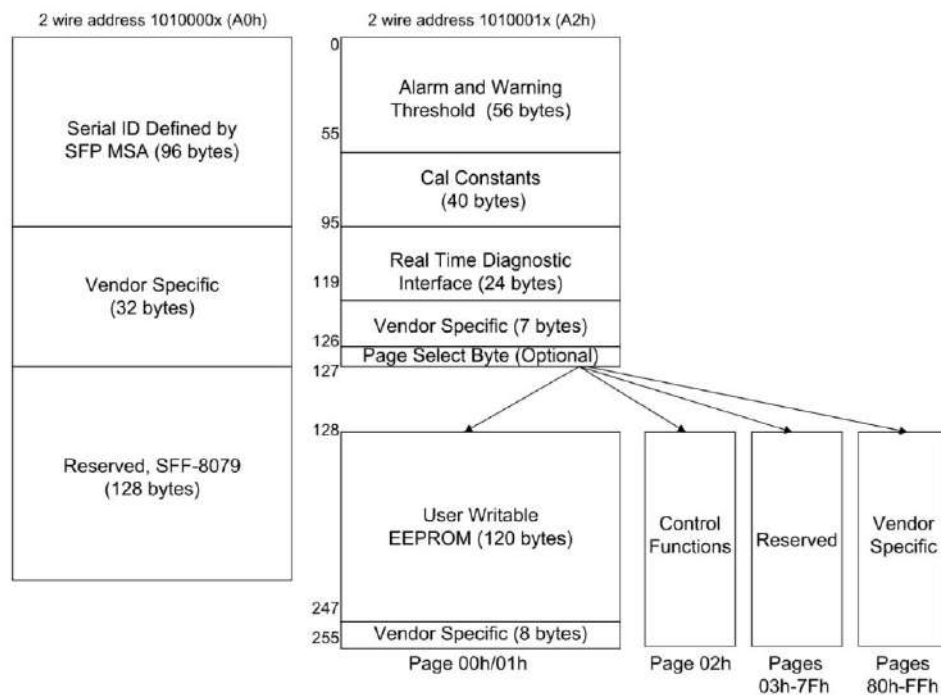 2 wire address 1010000x (A0h)
Serial ID Defined by
SFP MSA (96 bytes)
Vendor Specific
(32 bytes)
Reserved, SFF-8079
(128 bytes)
2 wire address 1010001x (A2h)
0
Alarm and Warning
Threshold (56 bytes)
55
Cal Constants
(40 bytes)
95
Real Time Diagnostic
Interface (24 bytes)
119
Vendor Specific (7 bytes)
126
Page Select Byte (Optional)
127
128
User Writable
EEPROM (120 bytes)
247
Vendor Specific (8 bytes)
255
Page 00h/01h
Control
Functions
Page 02h
Reserved
Pages
03h-7Fh
Vendor
Specific
Pages
80h-FFh